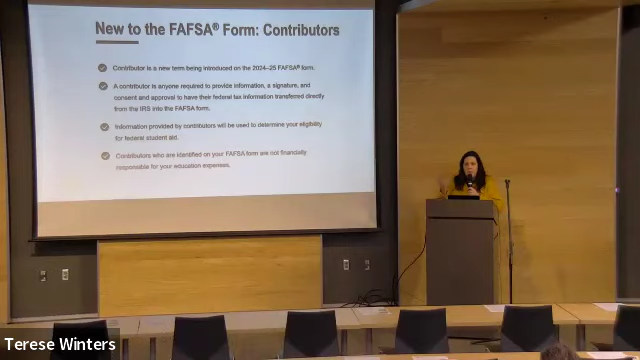 New to the FAFSA® Form: Contributors
Contributor is a new term being introduced on the 2024–25 FAFSA® form.
A contributor is anyone required to provide information, a signature, and
consent and approval to have their federal tax information transferred directly
from the IRS into the FAFSA form.
Information provided by contributors will be used to determine your eligibility
for federal student aid.
Contributors who are identified on your FAFSA form are not financially
responsible for your education expenses.
Terese Winters